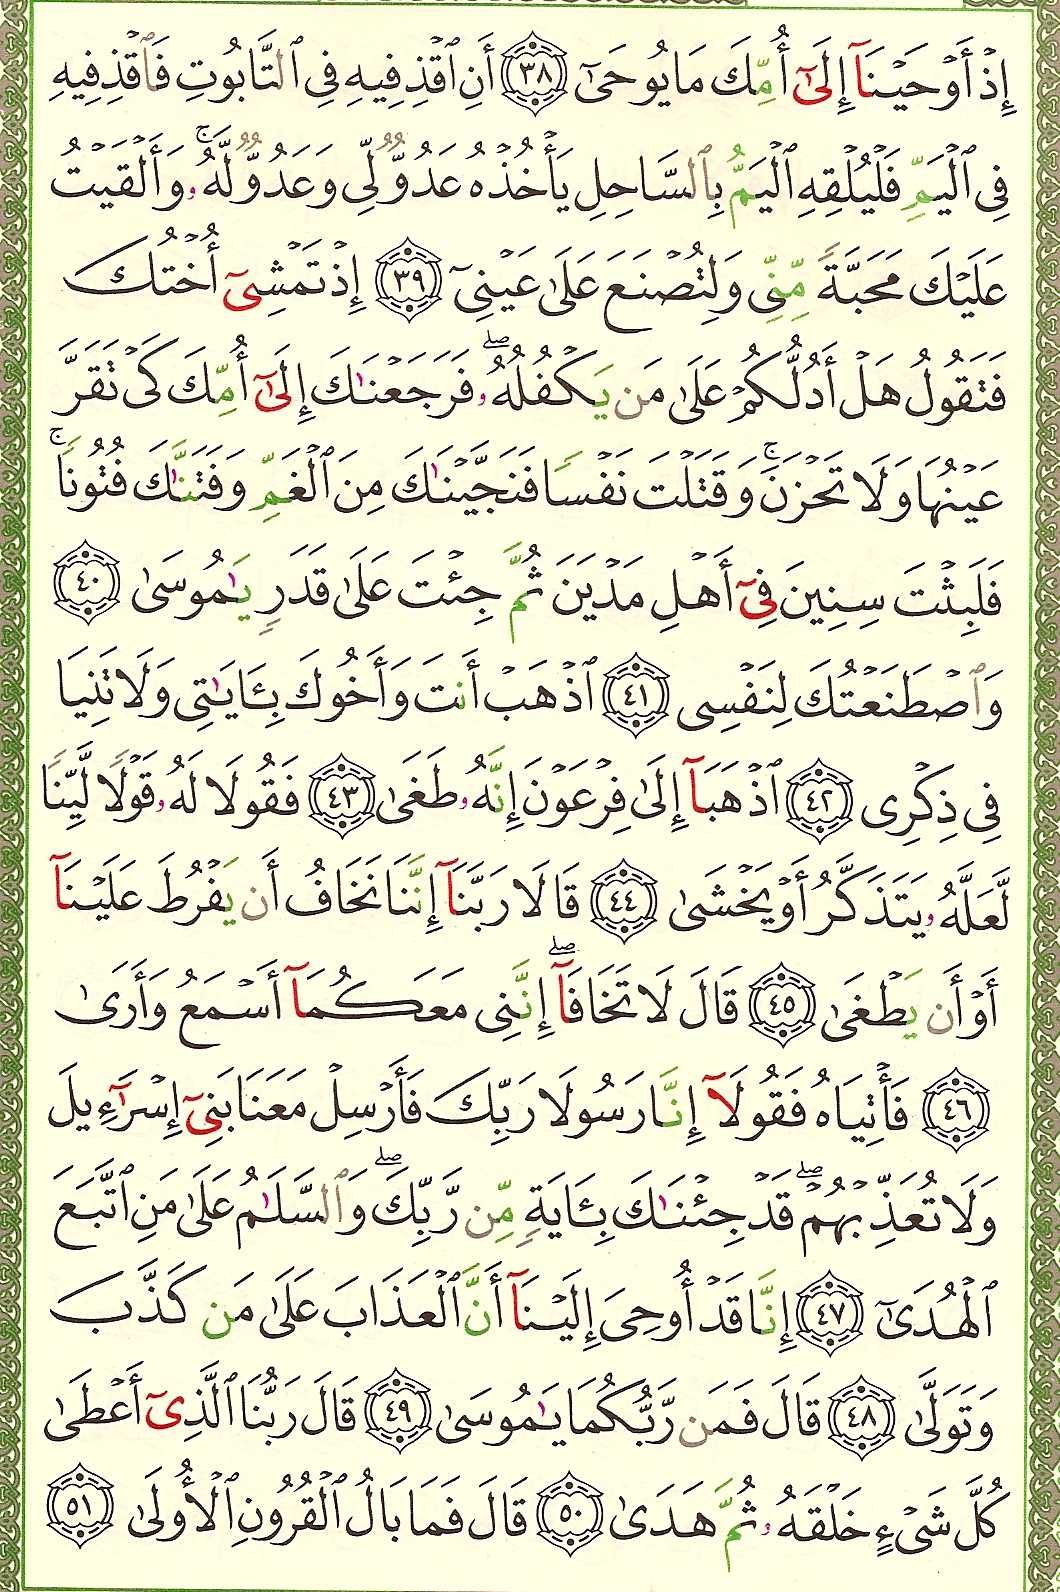 إِذْ أَوْحَيْنَآ إِلَىٰٓ أُمِّكَ مَا يُوحَىٰٓ ﴿٣٨﴾ أَنِ ٱقْذِفِيهِ فِى ٱلتَّابُوتِ فَٱقْذِفِيهِ
فِى ٱلْيَمِّ فَلْيُلْقِهِ ٱلْيَمُّ بِٱلسَّاحِلِ يَأْخُذْهُ عَدُوٌّ لِّى وَعَدُوٌّ لَّهُۥ ۚ وَأَلْقَيْتُ
عَلَيْكَ مَحَبَّةً مِّنِّى وَلِتُصْنَعَ عَلَىٰ عَيْنِىٓ ﴿٣٩﴾ إِذْ تَمْشِىٓ أُخْتُكَ
فَتَقُولُ هَلْ أَدُلُّكُمْ عَلَىٰ مَن يَكْفُلُهُۥ ۖ فَرَجَعْنَٰكَ إِلَىٰٓ أُمِّكَ كَىْ تَقَرَّ
عَيْنُهَا وَلَا تَحْزَنَ ۚ وَقَتَلْتَ نَفْسًا فَنَجَّيْنَٰكَ مِنَ ٱلْغَمِّ وَفَتَنَّٰكَ فُتُونًا ۚ
فَلَبِثْتَ سِنِينَ فِىٓ أَهْلِ مَدْيَنَ ثُمَّ جِئْتَ عَلَىٰ قَدَرٍ يَٰمُوسَىٰ ﴿٤٠﴾
وَٱصْطَنَعْتُكَ لِنَفْسِى ﴿٤١﴾ ٱذْهَبْ أَنتَ وَأَخُوكَ بِـَٔايَٰتِى وَلَا تَنِيَا
فِى ذِكْرِى ﴿٤٢﴾ ٱذْهَبَآ إِلَىٰ فِرْعَوْنَ إِنَّهُۥ طَغَىٰ ﴿٤٣﴾ فَقُولَا لَهُۥ قَوْلًا لَّيِّنًا
لَّعَلَّهُۥ يَتَذَكَّرُ أَوْ يَخْشَىٰ ﴿٤٤﴾ قَالَا رَبَّنَآ إِنَّنَا نَخَافُ أَن يَفْرُطَ عَلَيْنَآ
أَوْ أَن يَطْغَىٰ ﴿٤٥﴾ قَالَ لَا تَخَافَآ ۖ إِنَّنِى مَعَكُمَآ أَسْمَعُ وَأَرَىٰ
﴿٤٦﴾ فَأْتِيَاهُ فَقُولَآ إِنَّا رَسُولَا رَبِّكَ فَأَرْسِلْ مَعَنَا بَنِىٓ إِسْرَٰٓءِيلَ
وَلَا تُعَذِّبْهُمْ ۖ قَدْ جِئْنَٰكَ بِـَٔايَةٍ مِّن رَّبِّكَ ۖ وَٱلسَّلَٰمُ عَلَىٰ مَنِ ٱتَّبَعَ
ٱلْهُدَىٰٓ ﴿٤٧﴾ إِنَّا قَدْ أُوحِىَ إِلَيْنَآ أَنَّ ٱلْعَذَابَ عَلَىٰ مَن كَذَّبَ
وَتَوَلَّىٰ ﴿٤٨﴾ قَالَ فَمَن رَّبُّكُمَا يَٰمُوسَىٰ ﴿٤٩﴾ قَالَ رَبُّنَا ٱلَّذِىٓ أَعْطَىٰ
كُلَّ شَىْءٍ خَلْقَهُۥ ثُمَّ هَدَىٰ ﴿٥٠﴾ قَالَ فَمَا بَالُ ٱلْقُرُونِ ٱلْأُولَىٰ ﴿٥١﴾